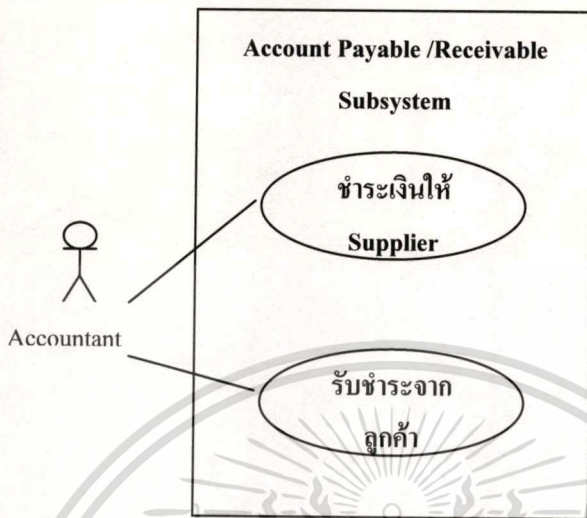 Account Payable /Receivable
Subsystem
ชำระเงินให้
Supplier
Accountant
รับชำระจาก
ลูกค้า